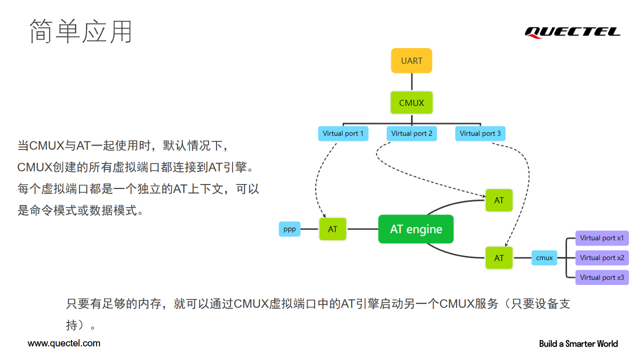 简单应用
QUECTEL
UART
CMUX
Virtual port 1
Virtual port 2
Virtual port 3
当CMUX与AT一起使用时，默认情况下，
CMUX创建的所有虚拟端口都连接到AT引擎。
每个虚拟端口都是一个独立的AT上下文，可以
是命令模式或数据模式。
AT
ppp
AT
AT engine
AT
cmux
Virtual port x1
Virtual port x2
Virtual port x3
只要有足够的内存，就可以通过CMUX虚拟端口中的AT引擎启动另一个CMUX服务（只要设备支
持）。
www.quectel.com
Build a Smarter World